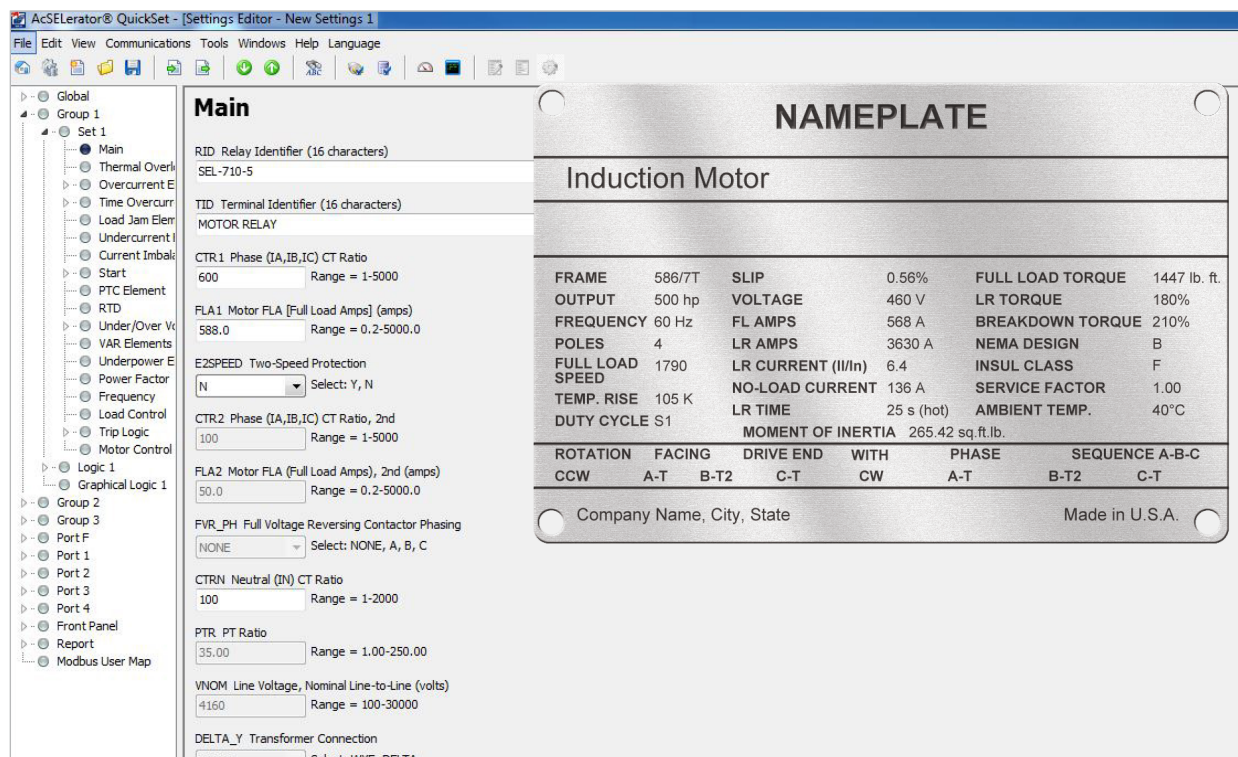 AcSELerator® QuickSet - [Settings Editor - New Settings 1
File Edit View Communications Tools Windows Help Language
Global
Group 1
Set 1
Main
Thermal Overl
Overcurrent E
Time Overcurr
Load Jam Elem
Undercurrent
Current Imbala
Start
PTC Element
RTD
Under/Over Vo
VAR Elements
Underpower E
Power Factor
Frequency
Load Control
Trip Logic
Motor Control
Logic 1
Graphical Logic 1
Group 2
Group 3
Port F
Port 1
Port 2
Port 3
Port 4
Front Panel
Report
Modbus User Map
Main
RID Relay Identifier (16 characters)
SEL-710-5
TID Terminal Identifier (16 characters)
MOTOR RELAY
CTR1 Phase (IA,IB,IC) CT Ratio
600 Range = 1-5000
FLA1 Motor FLA [Full Load Amps] (amps)
588.0 Range = 0.2-5000.0
E2SPEED Two-Speed Protection
N Select: Y, N
CTR2 Phase (IA,IB,IC) CT Ratio, 2nd
100 Range = 1-5000
FLA2 Motor FLA (Full Load Amps), 2nd (amps)
50.0 Range = 0.2-5000.0
FVR_PH Full Voltage Reversing Contactor Phasing
NONE Select: NONE, A, B, C
CTRN Neutral (IN) CT Ratio
100 Range = 1-2000
PTR PT Ratio
35.00 Range = 1.00-250.00
VNOM Line Voltage, Nominal Line-to-Line (volts)
4160 Range = 100-30000
DELTA_Y Transformer Connection
NAMEPLATE
Induction Motor
FRAME 586/7T SLIP 0.56% FULL LOAD TORQUE 1447 lb. ft.
OUTPUT 500 hp VOLTAGE 460 V LR TORQUE 180%
FREQUENCY 60 Hz FL AMPS 568 A BREAKDOWN TORQUE 210%
POLES 4 LR AMPS 3630 A NEMA DESIGN B
FULL LOAD SPEED 1790 LR CURRENT (Il/In) 6.4 INSUL CLASS F
TEMP. RISE 105 K NO-LOAD CURRENT 136 A SERVICE FACTOR 1.00
DUTY CYCLE S1 LR TIME 25 s (hot) AMBIENT TEMP. 40°C
MOMENT OF INERTIA 265.42 sq.ft.lb.
ROTATION FACING DRIVE END WITH PHASE SEQUENCE A-B-C
CCW A-T B-T2 C-T CW A-T B-T2 C-T
Company Name, City, State Made in U.S.A.